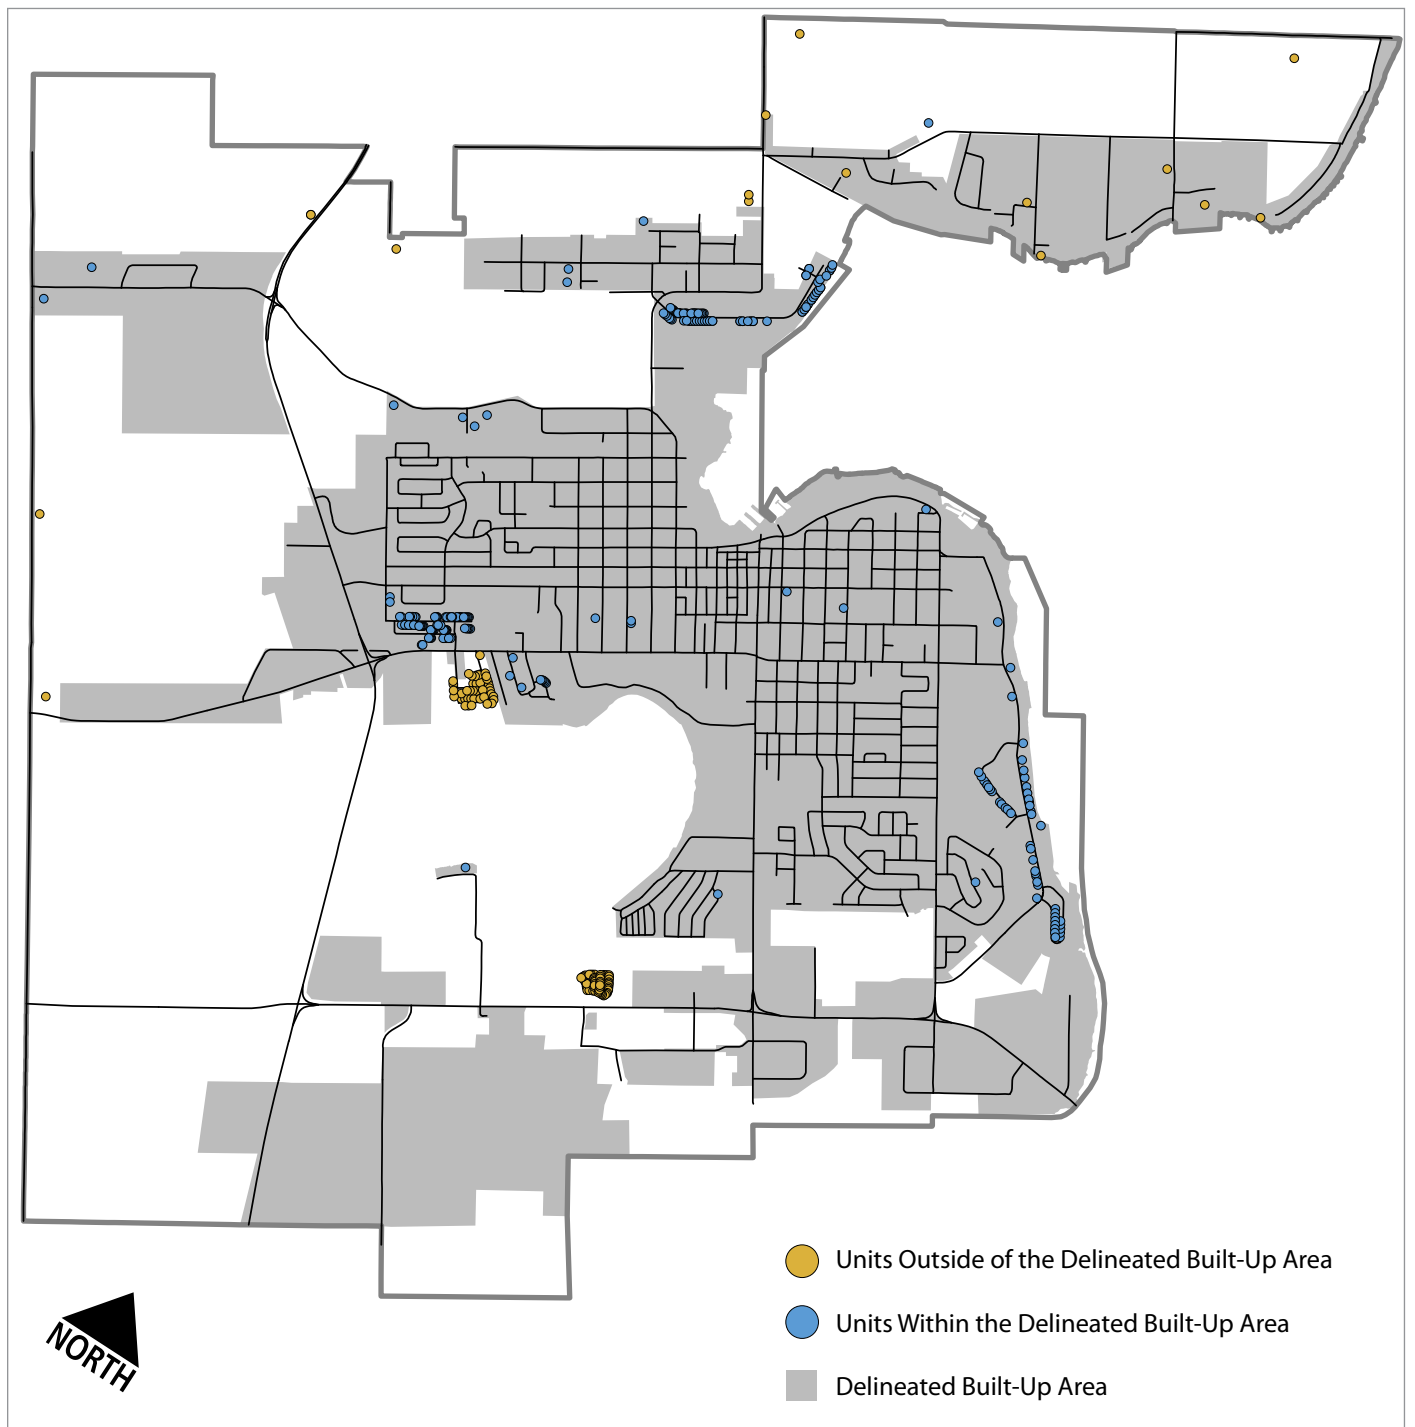 Units Outside of the Delineated Built-Up Area
Units Within the Delineated Built-Up Area
Delineated Built-Up Area
NORTH